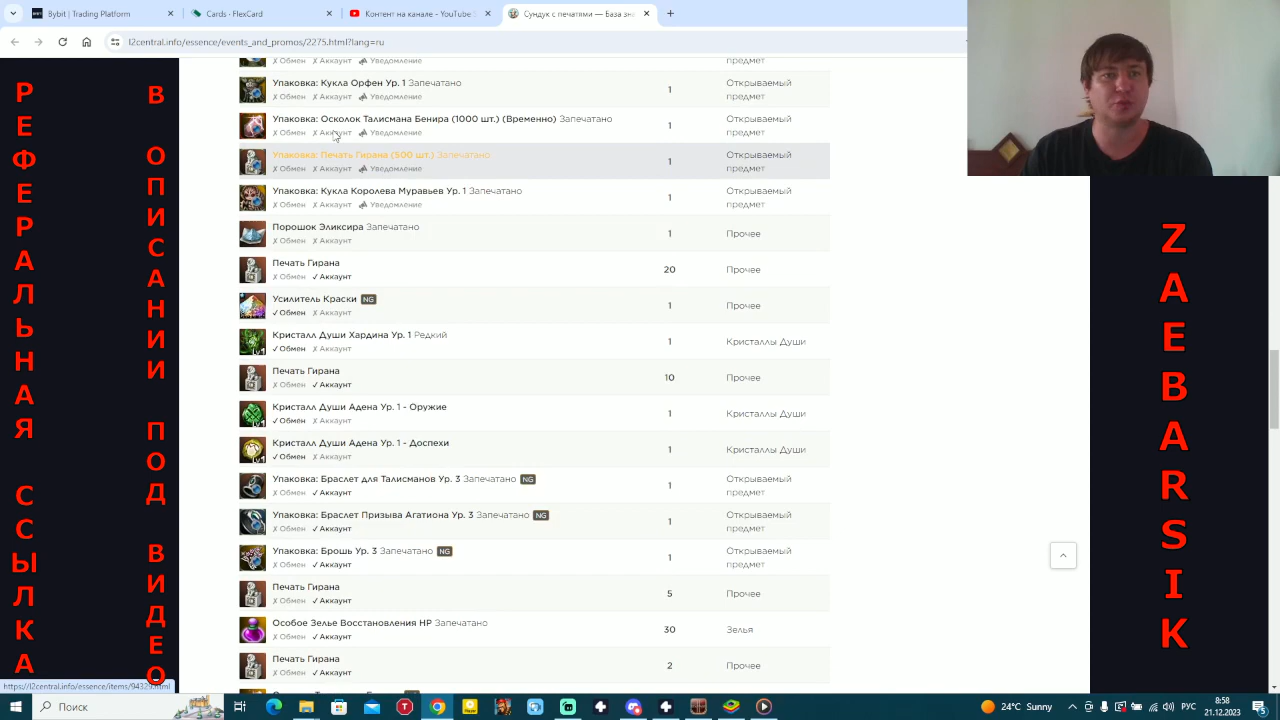 Bybit | Trading Platform
Cards - FlexCard
Контент на канале - YouTube
Сундук с печатями — База зн
l2central.info/essence/events_and_promos/2275.html?lang=ru
Обмен Аккаунт Уведомление предмет
Упаковка: Кукла Орфен Ур. 1 Запечатано 1 Открываемый предмет
✗ Обмен ✗ Аккаунт Уведомление
Упаковка: Осколок Талисмана Бенира (1000 шт.) (Временно) Запечатано 1 Открываемый предмет
✗ Обмен ✗ Аккаунт Уведомление
Упаковка: Печать Гирана (500 шт.) Запечатано 1 Открываемый предмет
✗ Обмен ✗ Аккаунт Уведомление
Упаковка: Кукла Королева Муравьев Ур. 1 Запечатано 1 Открываемый предмет
✗ Обмен ✗ Аккаунт Уведомление
Порошок Эликсира Запечатано 1 Прочее
✗ Обмен ✗ Аккаунт
Печать Гирана 20 Прочее
✗ Обмен ✓ Аккаунт
Усилитель Краски NG 1 Прочее
✓ Обмен ✗ Аккаунт
Кристалл Души Хардина Ур. 1 Редкий 1 Кристаллы Души
✓ Обмен ✗ Аккаунт
Печать Гирана 10 Прочее
✗ Обмен ✓ Аккаунт
Кристалл Души Адена Ур. 1 - Оружие 1 Кристаллы Души
✓ Обмен ✗ Аккаунт
Кристалл Души Адена Ур. 1 - Доспехи 1 Кристаллы Души
✓ Обмен ✗ Аккаунт
Упаковка: Браслет для Талисманов Ур. 3 Запечатано NG 1 Открываемый предмет
✗ Обмен ✓ Аккаунт
Упаковка: Браслет Призыва Агатиона Ур. 3 Запечатано NG 1 Открываемый предмет
✗ Обмен ✓ Аккаунт
Упаковка: Брошь Ур. 3 Запечатано NG 1 Открываемый предмет
✗ Обмен ✓ Аккаунт
Печать Гирана 5 Прочее
✗ Обмен ✓ Аккаунт
Особое Зелье Восстановления HP Запечатано 30 Зелья
✗ Обмен ✓ Аккаунт
Печать Гирана 2 Прочее
✗ Обмен ✓ Аккаунт
РЕФЕРАЛЬНАЯ ССЫЛКА
В ОПИСАНИИ ПОД ВИДЕО
ZAEBARSIK
https://l2central.info/essence/items/94329.html
Поиск
24°C Sunny
РУС
8:58
21.12.2023
5